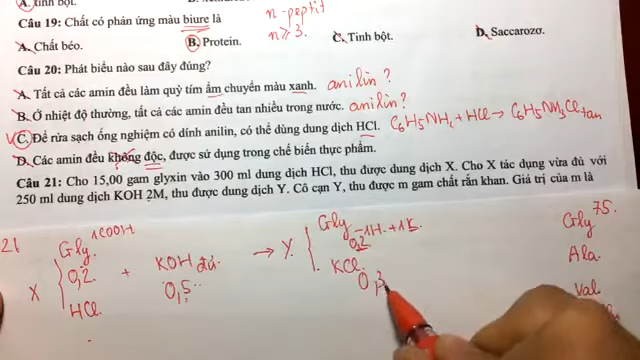 A. Tinh bột.
n-peptit
Câu 19: Chất có phản ứng màu biure là
n≥3.
A. Chất béo. B. Protein. C. Tinh bột. D. Saccarozơ.
Câu 20: Phát biểu nào sau đây đúng?
A. Tất cả các amin đều làm quỳ tím ẩm chuyển màu xanh. anilin?
B. Ở nhiệt độ thường, tất cả các amin đều tan nhiều trong nước. anilin?
C. Để rửa sạch ống nghiệm có dính anilin, có thể dùng dung dịch HCl. C6H5NH2 + HCl → C6H5NH3Cl tan
D. Các amin đều không độc, được sử dụng trong chế biến thực phẩm.
Câu 21: Cho 15,00 gam glyxin vào 300 ml dung dịch HCl, thu được dung dịch X. Cho X tác dụng vừa đủ với
250 ml dung dịch KOH 2M, thu được dung dịch Y. Cô cạn Y, thu được m gam chất rắn khan. Giá trị của m là
21
1COOH
Gly
X 0,2 + KOH đủ → Y
HCl 0,5
Gly -1H +1K
0,2
KCl
0,3
Gly 75.
Ala.
Val